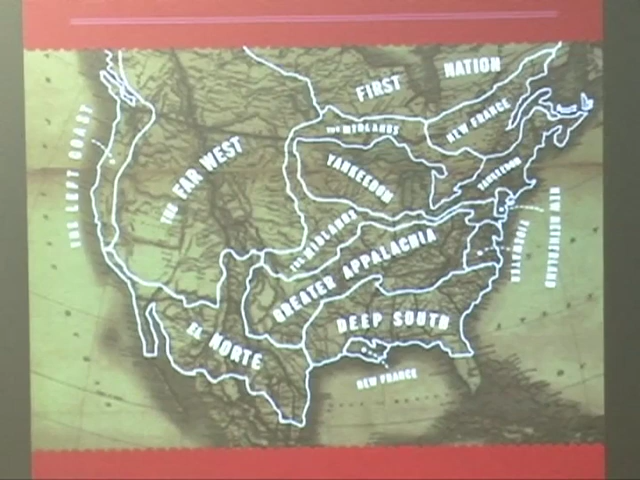 FIRST NATION
THE MIDLANDS
NEW FRANCE
THE LEFT COAST
THE FAR WEST
YANKEEDOM
YANKEEDOM
THE MIDLANDS
NEW NETHERLAND
TIDEWATER
GREATER APPALACHIA
DEEP SOUTH
EL NORTE
NEW FRANCE